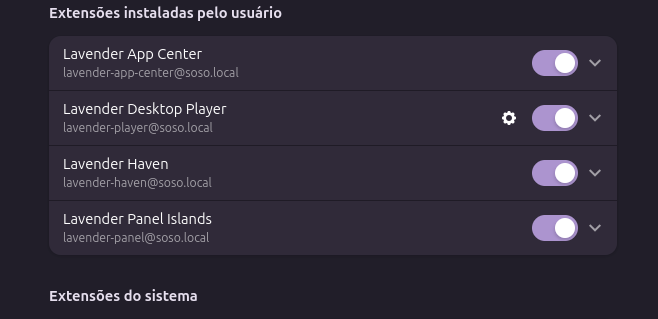 Extensões instaladas pelo usuário
Lavender App Center
lavender-app-center@soso.local
Lavender Desktop Player
lavender-player@soso.local
Lavender Haven
lavender-haven@soso.local
Lavender Panel Islands
lavender-panel@soso.local
Extensões do sistema